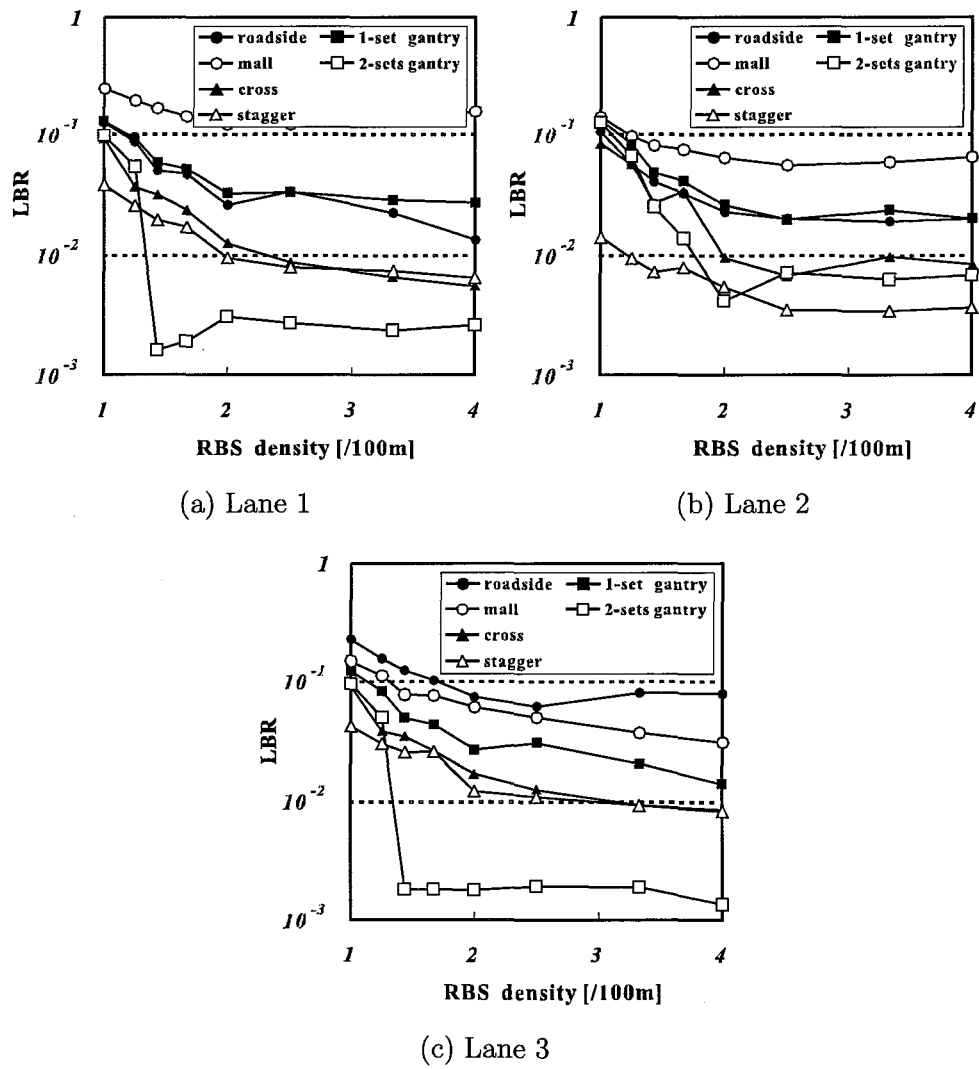 1
roadside 1-set gantry
mall 2-sets gantry
cross
stagger
10-1
LBR
10-2
10-3
1 2 3 4
RBS density [/100m]
(a) Lane 1
1
roadside 1-set gantry
mall 2-sets gantry
cross
stagger
10-1
LBR
10-2
10-3
1 2 3 4
RBS density [/100m]
(b) Lane 2
1
roadside 1-set gantry
mall 2-sets gantry
cross
stagger
10-1
LBR
10-2
10-3
1 2 3 4
RBS density [/100m]
(c) Lane 3